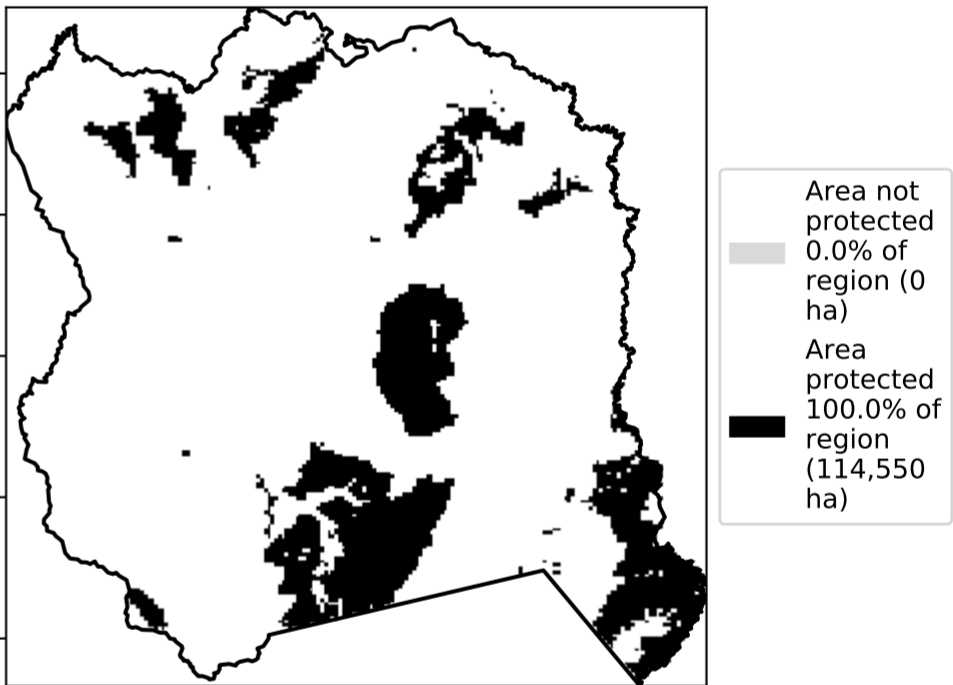 Area not
protected
0.0% of
region (0
ha)
Area
protected
100.0% of
region
(114,550
ha)